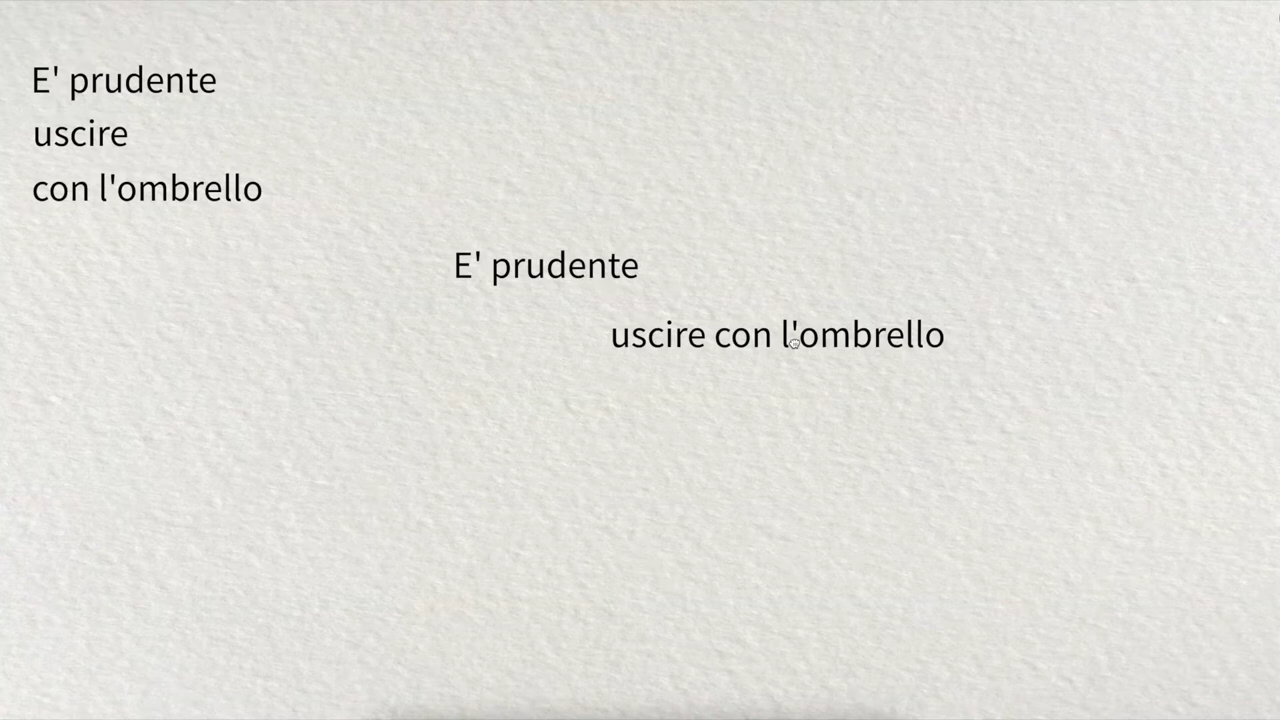 E' prudente
uscire
con l'ombrello
E' prudente
uscire con l'ombrello